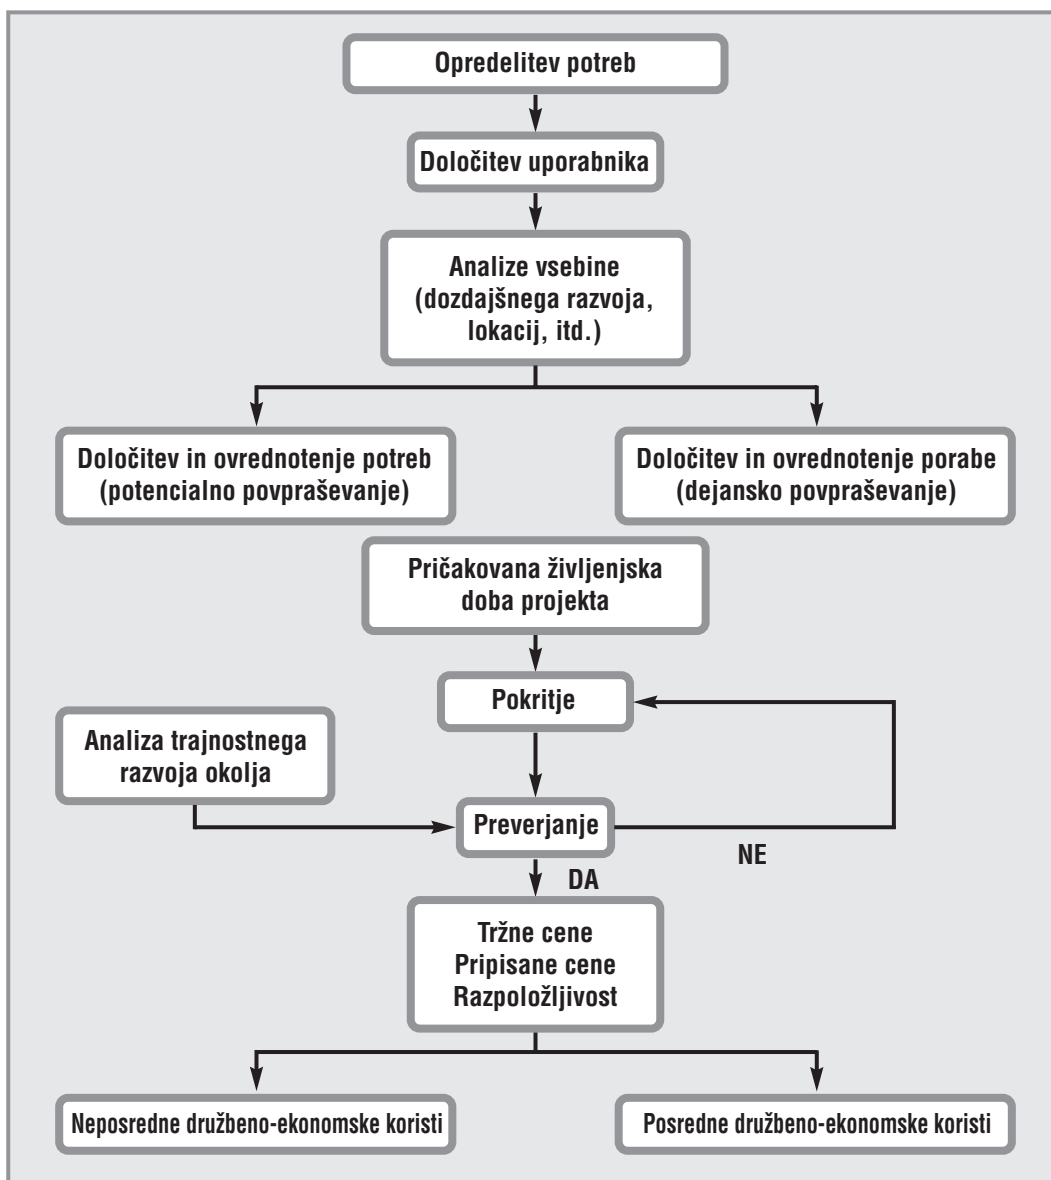 Opredelitev potreb
Določitev uporabnika
Analize vsebine
(dozdajšnega razvoja,
lokacij, itd.)
Določitev in ovrednotenje potreb
(potencialno povpraševanje)
Določitev in ovrednotenje porabe
(dejansko povpraševanje)
Pričakovana življenjska
doba projekta
Pokritje
Analiza trajnostnega
razvoja okolja
Preverjanje
NE
DA
Tržne cene
Pripisane cene
Razpoložljivost
Neposredne družbeno-ekonomske koristi
Posredne družbeno-ekonomske koristi